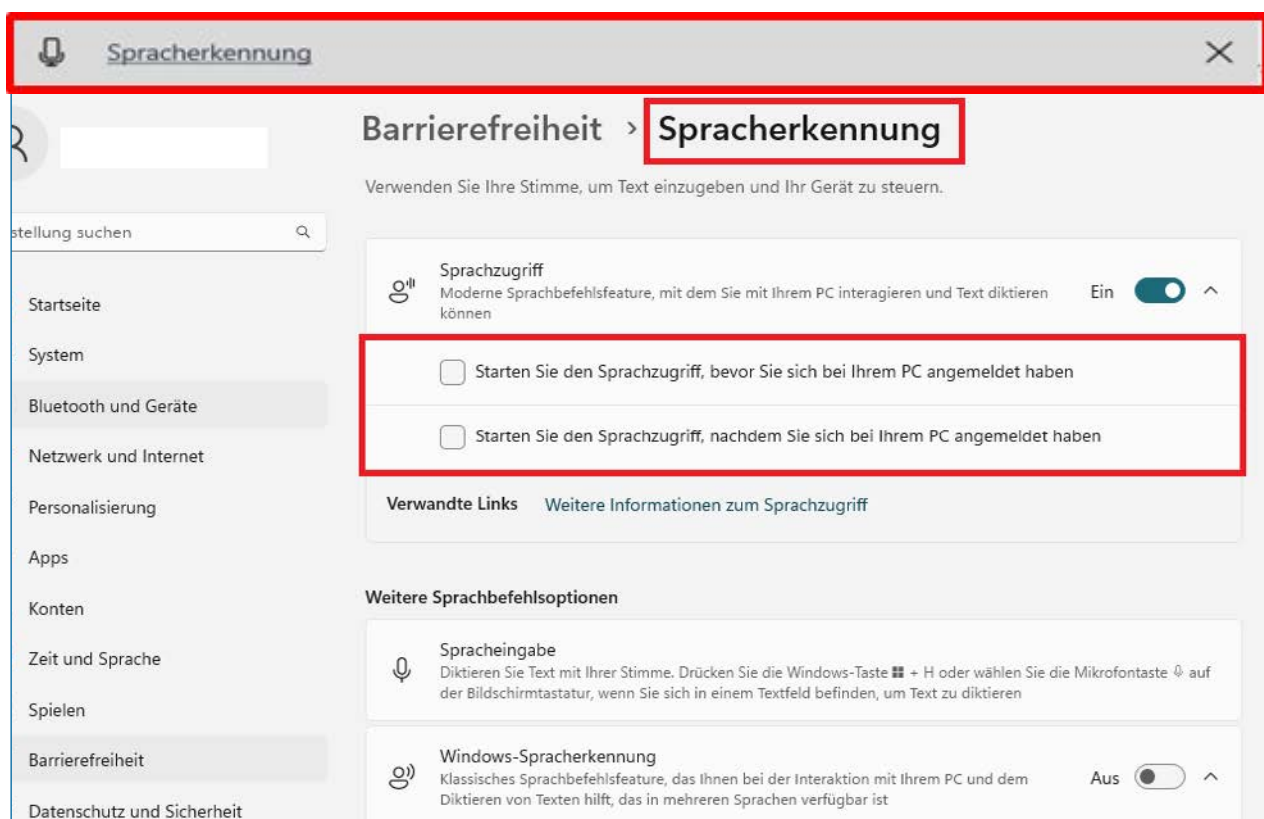 Spracherkennung
Barrierefreiheit › Spracherkennung
Verwenden Sie Ihre Stimme, um Text einzugeben und Ihr Gerät zu steuern.
stellung suchen
Startseite
System
Bluetooth und Geräte
Netzwerk und Internet
Personalisierung
Apps
Konten
Zeit und Sprache
Spielen
Barrierefreiheit
Datenschutz und Sicherheit
Sprachzugriff
Moderne Sprachbefehlsfeature, mit dem Sie mit Ihrem PC interagieren und Text diktieren
können
Ein
Starten Sie den Sprachzugriff, bevor Sie sich bei Ihrem PC angemeldet haben
Starten Sie den Sprachzugriff, nachdem Sie sich bei Ihrem PC angemeldet haben
Verwandte Links Weitere Informationen zum Sprachzugriff
Weitere Sprachbefehlsoptionen
Spracheingabe
Diktieren Sie Text mit Ihrer Stimme. Drücken Sie die Windows-Taste + H oder wählen Sie die Mikrofontaste auf
der Bildschirmtastatur, wenn Sie sich in einem Textfeld befinden, um Text zu diktieren
Windows-Spracherkennung
Klassisches Sprachbefehlsfeature, das Ihnen bei der Interaktion mit Ihrem PC und dem
Diktieren von Texten hilft, das in mehreren Sprachen verfügbar ist
Aus